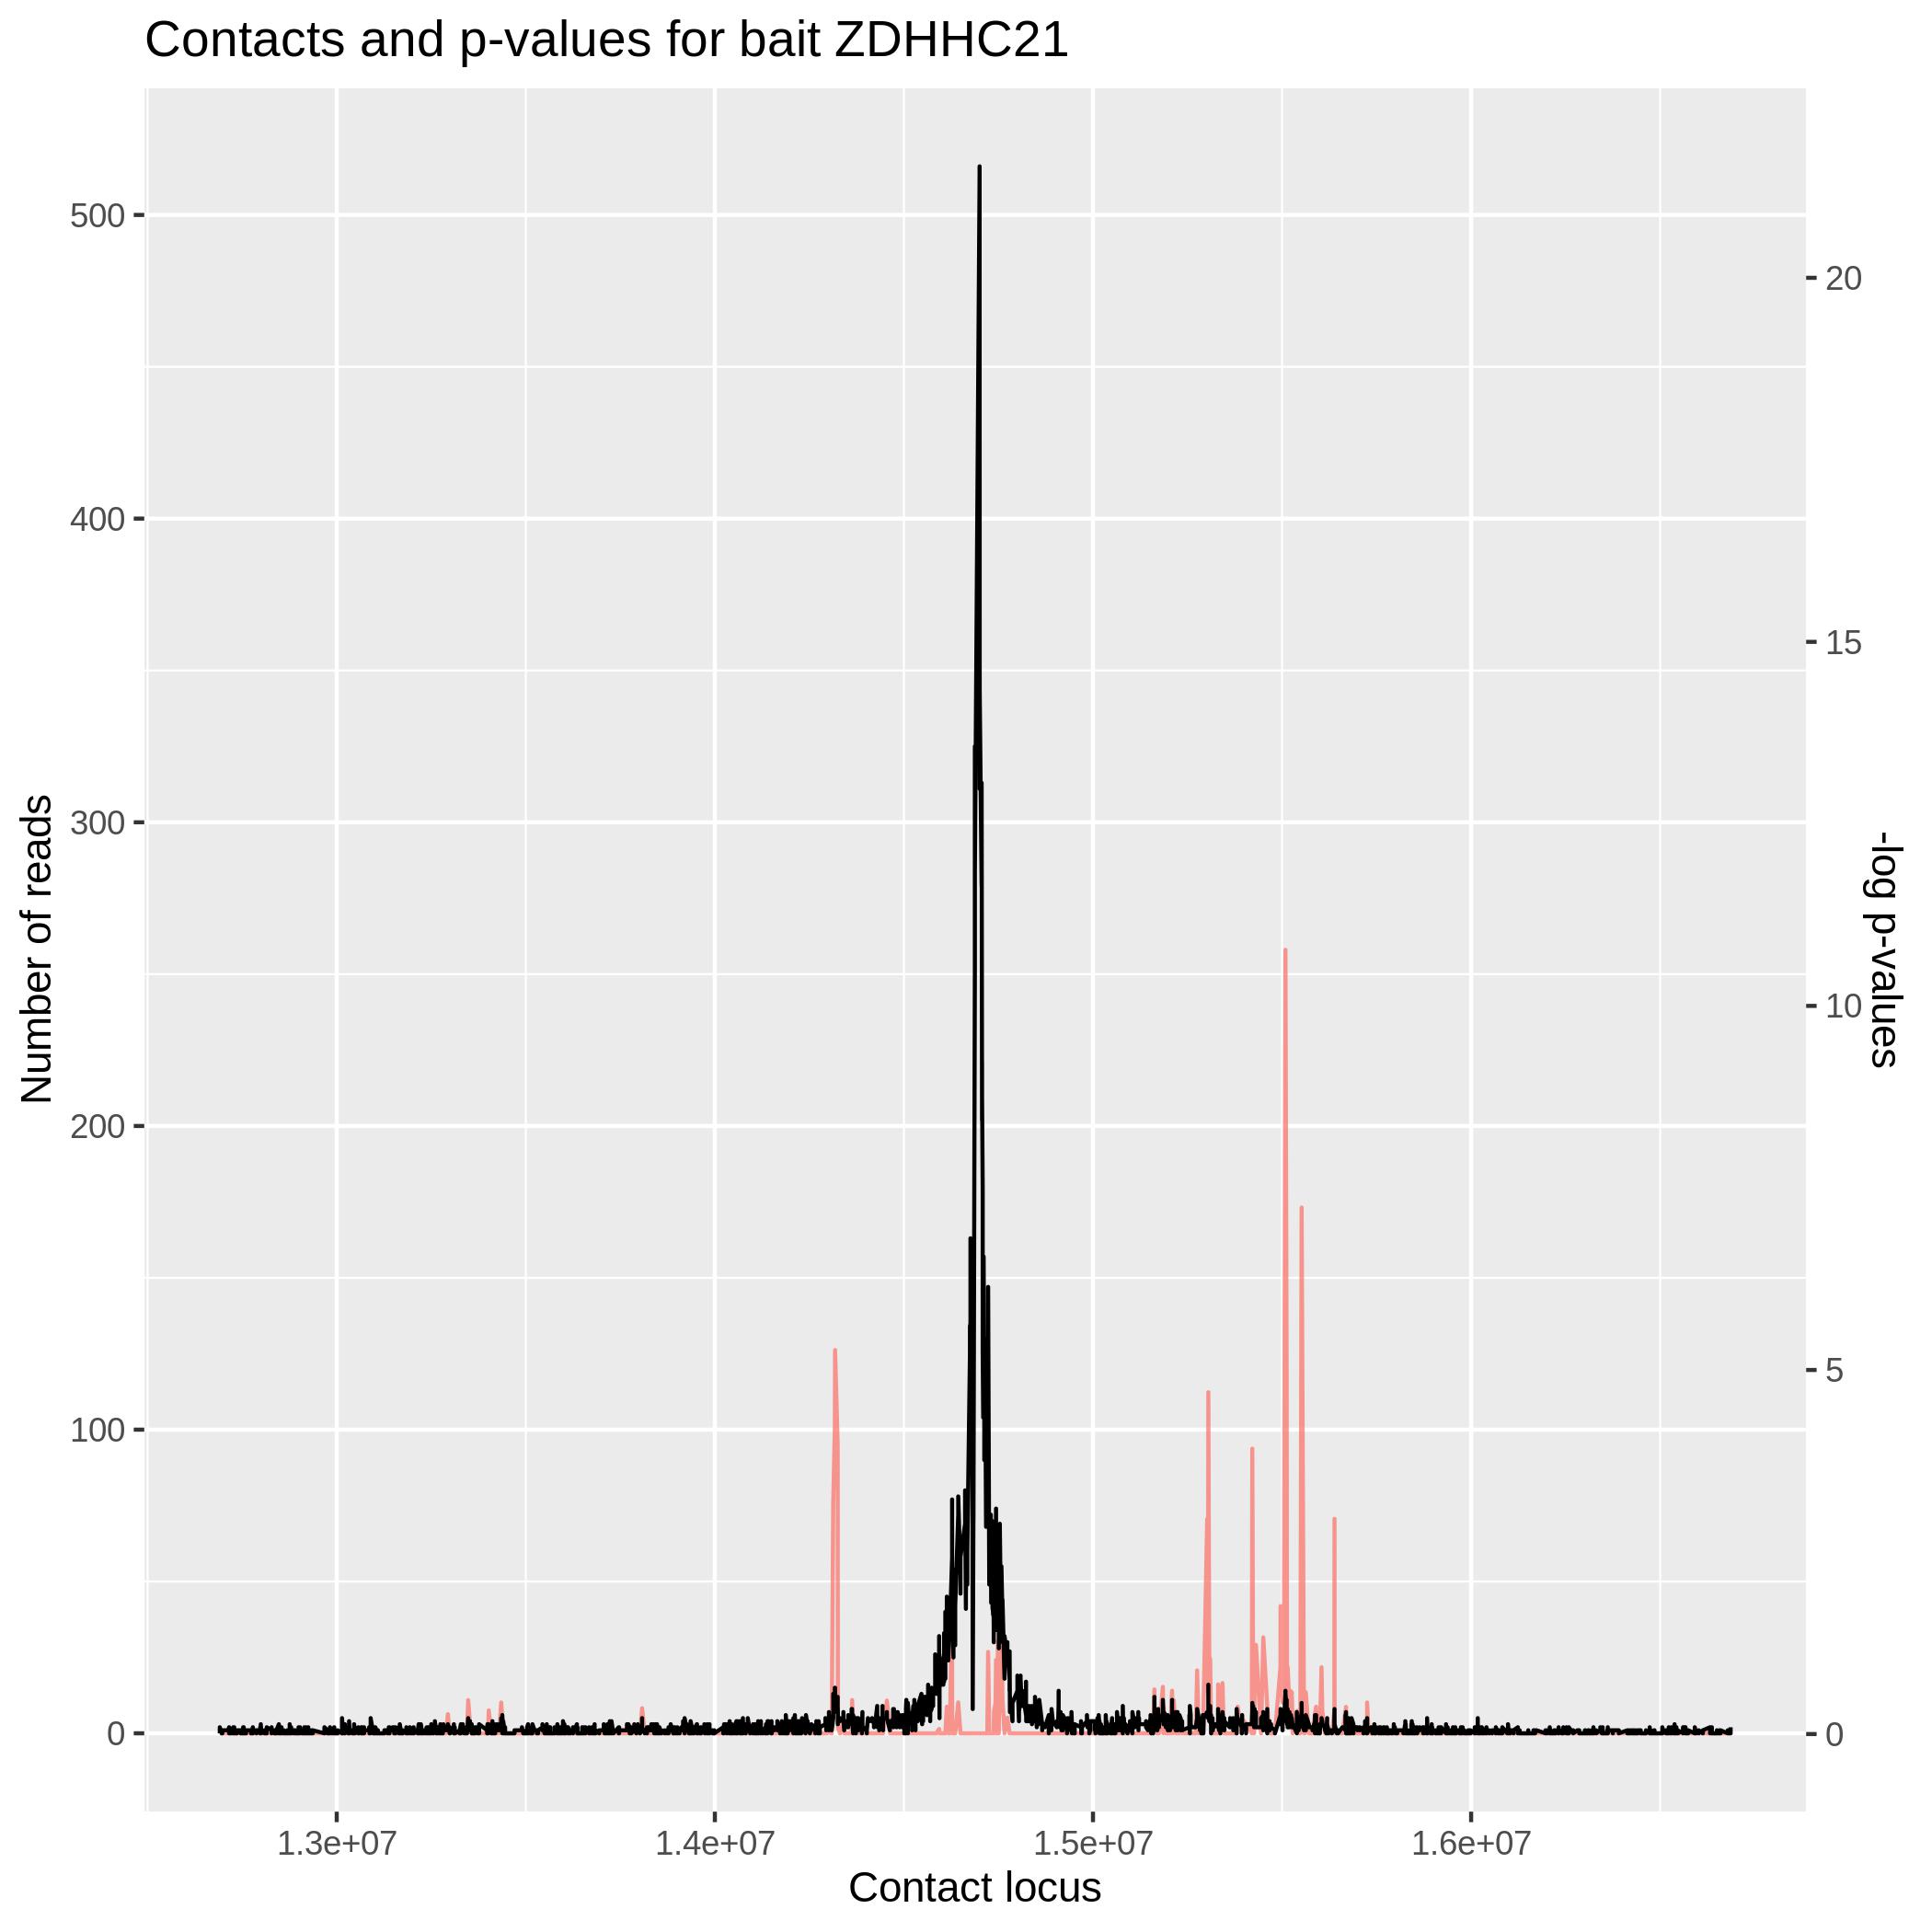 Contacts and p-values for bait ZDHHC21
500
400
300
200
100
0
Number of reads
20
15
10
5
0
-log p-values
1.3e+07
1.4e+07
1.5e+07
1.6e+07
Contact locus